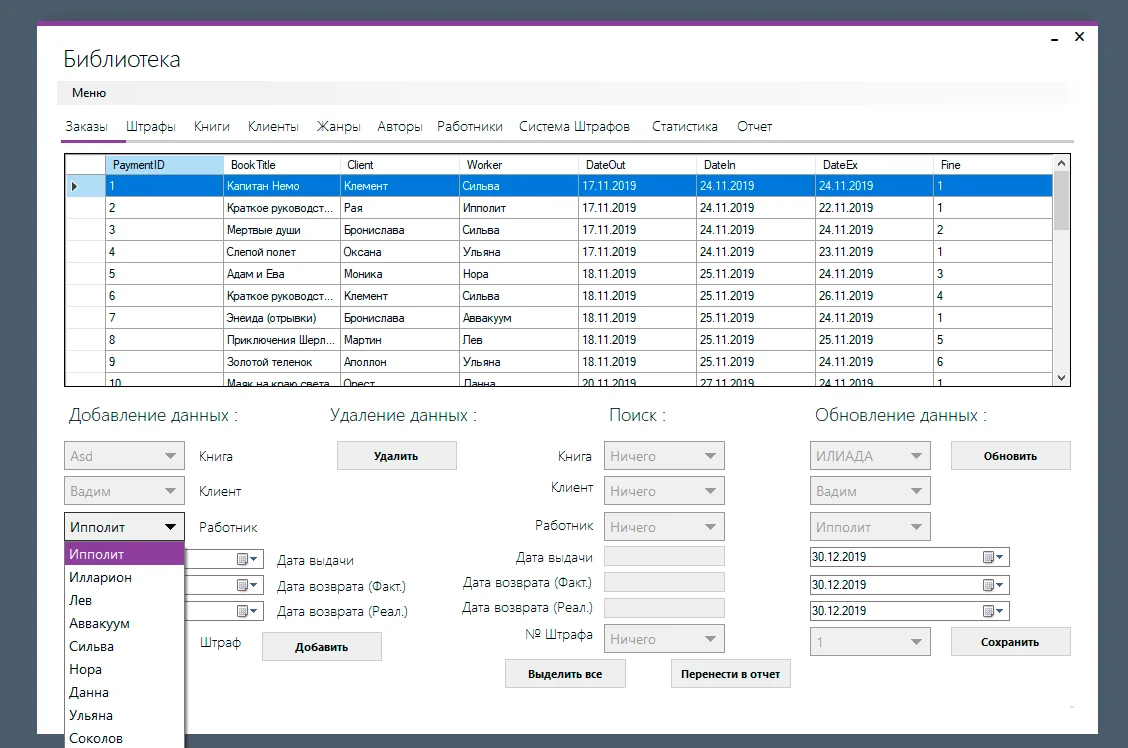 Библиотека
Меню
Заказы Штрафы Книги Клиенты Жанры Авторы Работники Система Штрафов Статистика Отчет
PaymentID BookTitle Client Worker DateOut DateIn DateEx Fine
1 Капитан Немо Клемент Сильва 17.11.2019 24.11.2019 24.11.2019 1
2 Краткое руководст... Рая Ипполит 17.11.2019 24.11.2019 22.11.2019 1
3 Мертвые души Бронислава Сильва 17.11.2019 24.11.2019 24.11.2019 2
4 Слепой полет Оксана Ульяна 17.11.2019 24.11.2019 23.11.2019 1
5 Адам и Ева Моника Нора 18.11.2019 25.11.2019 24.11.2019 3
6 Краткое руководст... Клемент Сильва 18.11.2019 25.11.2019 26.11.2019 4
7 Энеида (отрывки) Бронислава Аввакуум 18.11.2019 25.11.2019 24.11.2019 1
8 Приключения Шерл... Мартин Лев 18.11.2019 25.11.2019 25.11.2019 5
9 Золотой теленок Аполлон Ульяна 18.11.2019 25.11.2019 24.11.2019 6
10 Маяк на краю света Орест Данна 20.11.2019 27.11.2019 24.11.2019 1
Добавление данных : Удаление данных : Поиск : Обновление данных :
Asd Книга Удалить Книга Ничего ИЛИАДА Обновить
Вадим Клиент Клиент Ничего Вадим
Ипполит Работник Работник Ничего Ипполит
Ипполит Дата выдачи Дата выдачи 30.12.2019
Илларион Дата возврата (Факт.) Дата возврата (Факт.) 30.12.2019
Лев Дата возврата (Реал.) Дата возврата (Реал.) 30.12.2019
Аввакуум
Сильва Штраф Добавить № Штрафа Ничего 1 Сохранить
Нора Выделить все Перенести в отчет
Данна
Ульяна
Соколов